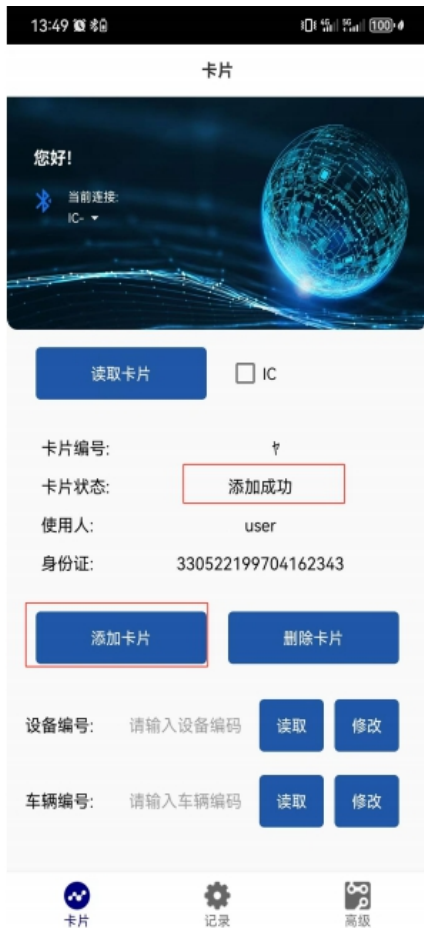 13:49
100
卡片
您好!
当前连接:
IC-
读取卡片
IC
卡片编号: ヤ
卡片状态: 添加成功
使用人: user
身份证: 330522199704162343
添加卡片 删除卡片
设备编号: 请输入设备编码 读取 修改
车辆编号: 请输入车辆编码 读取 修改
卡片 记录 高级